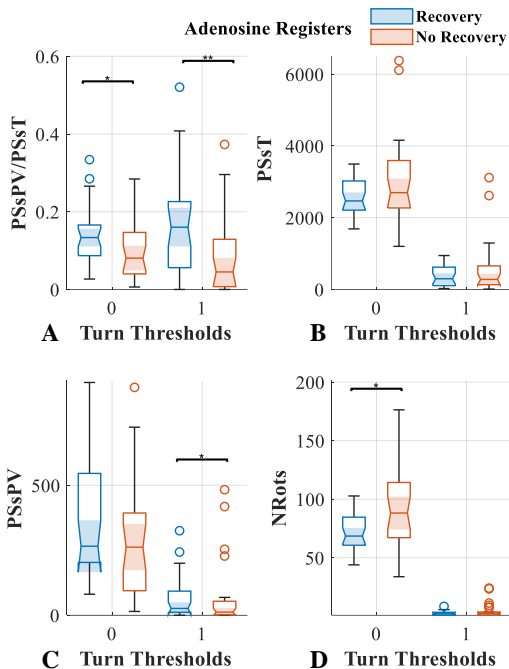 Adenosine Registers
Recovery
No Recovery
PSsPV/PSsT
0.6
0.4
0.2
0
*
**
0 1
A Turn Thresholds
PSsT
6000
4000
2000
0
0 1
B Turn Thresholds
PSsPV
500
0
*
0 1
C Turn Thresholds
NRots
200
150
100
50
*
0 1
D Turn Thresholds